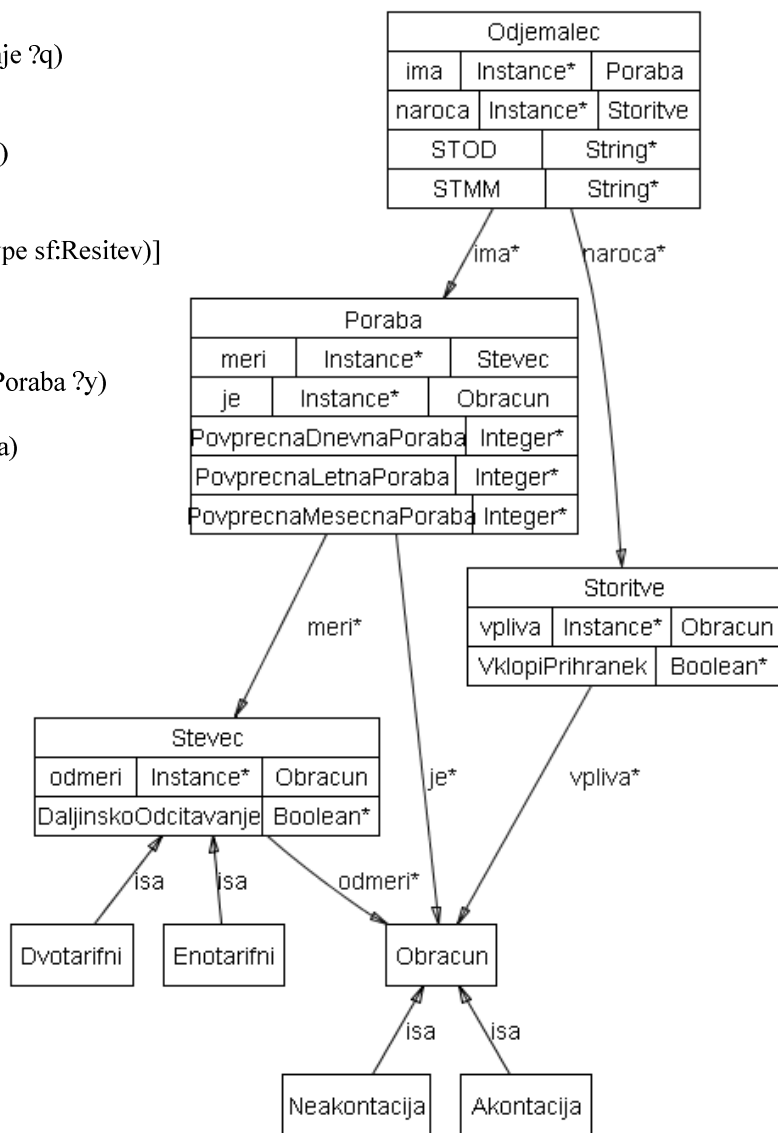 je ?q)
)
ype sf:Resitev)]
Poraba ?y)
a)
Odjemalec
ima Instance* Poraba
naroca Instance* Storitve
STOD String*
STMM String*
ima* naroca*
Poraba
meri Instance* Stevec
je Instance* Obracun
PovprecnaDnevnaPoraba Integer*
PovprecnaLetnaPoraba Integer*
PovprecnaMesecnaPoraba Integer*
Storitve
vpliva Instance* Obracun
VklopiPrihranek Boolean*
meri*
Stevec
odmeri Instance* Obracun
DaljinskoOdcitavanje Boolean*
je* vpliva*
isa isa odmeri*
Dvotarifni Enotarifni Obracun
isa isa
Neakontacija Akontacija